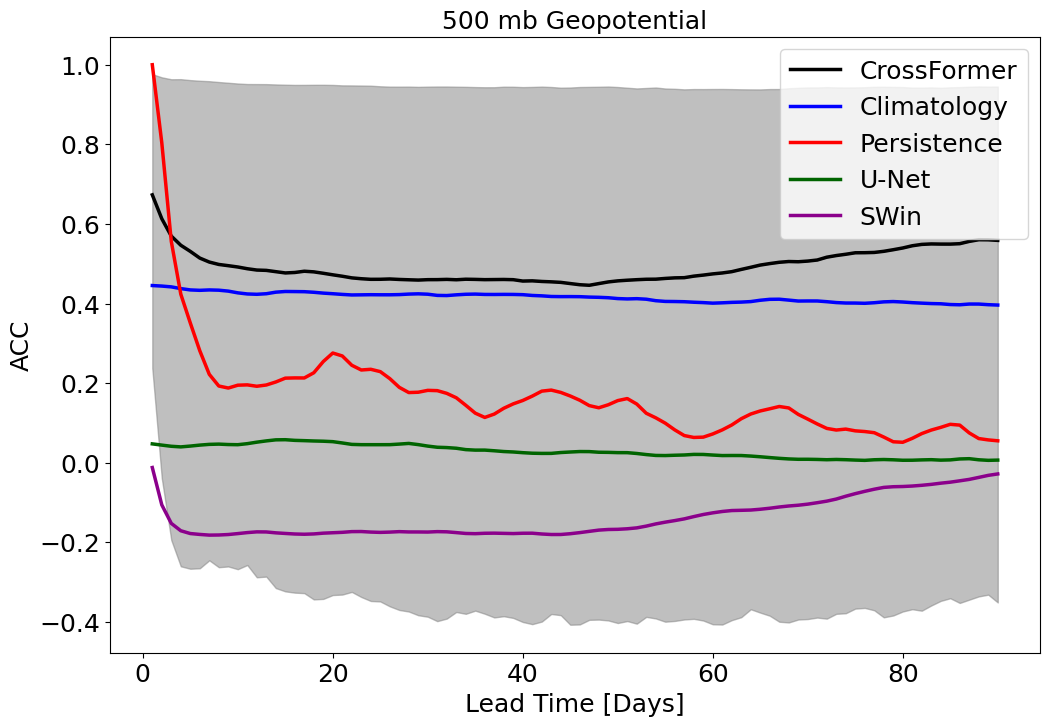 500 mb Geopotential
CrossFormer
Climatology
Persistence
U-Net
SWin
ACC
1.0
0.8
0.6
0.4
0.2
0.0
−0.2
−0.4
0 20 40 60 80
Lead Time [Days]